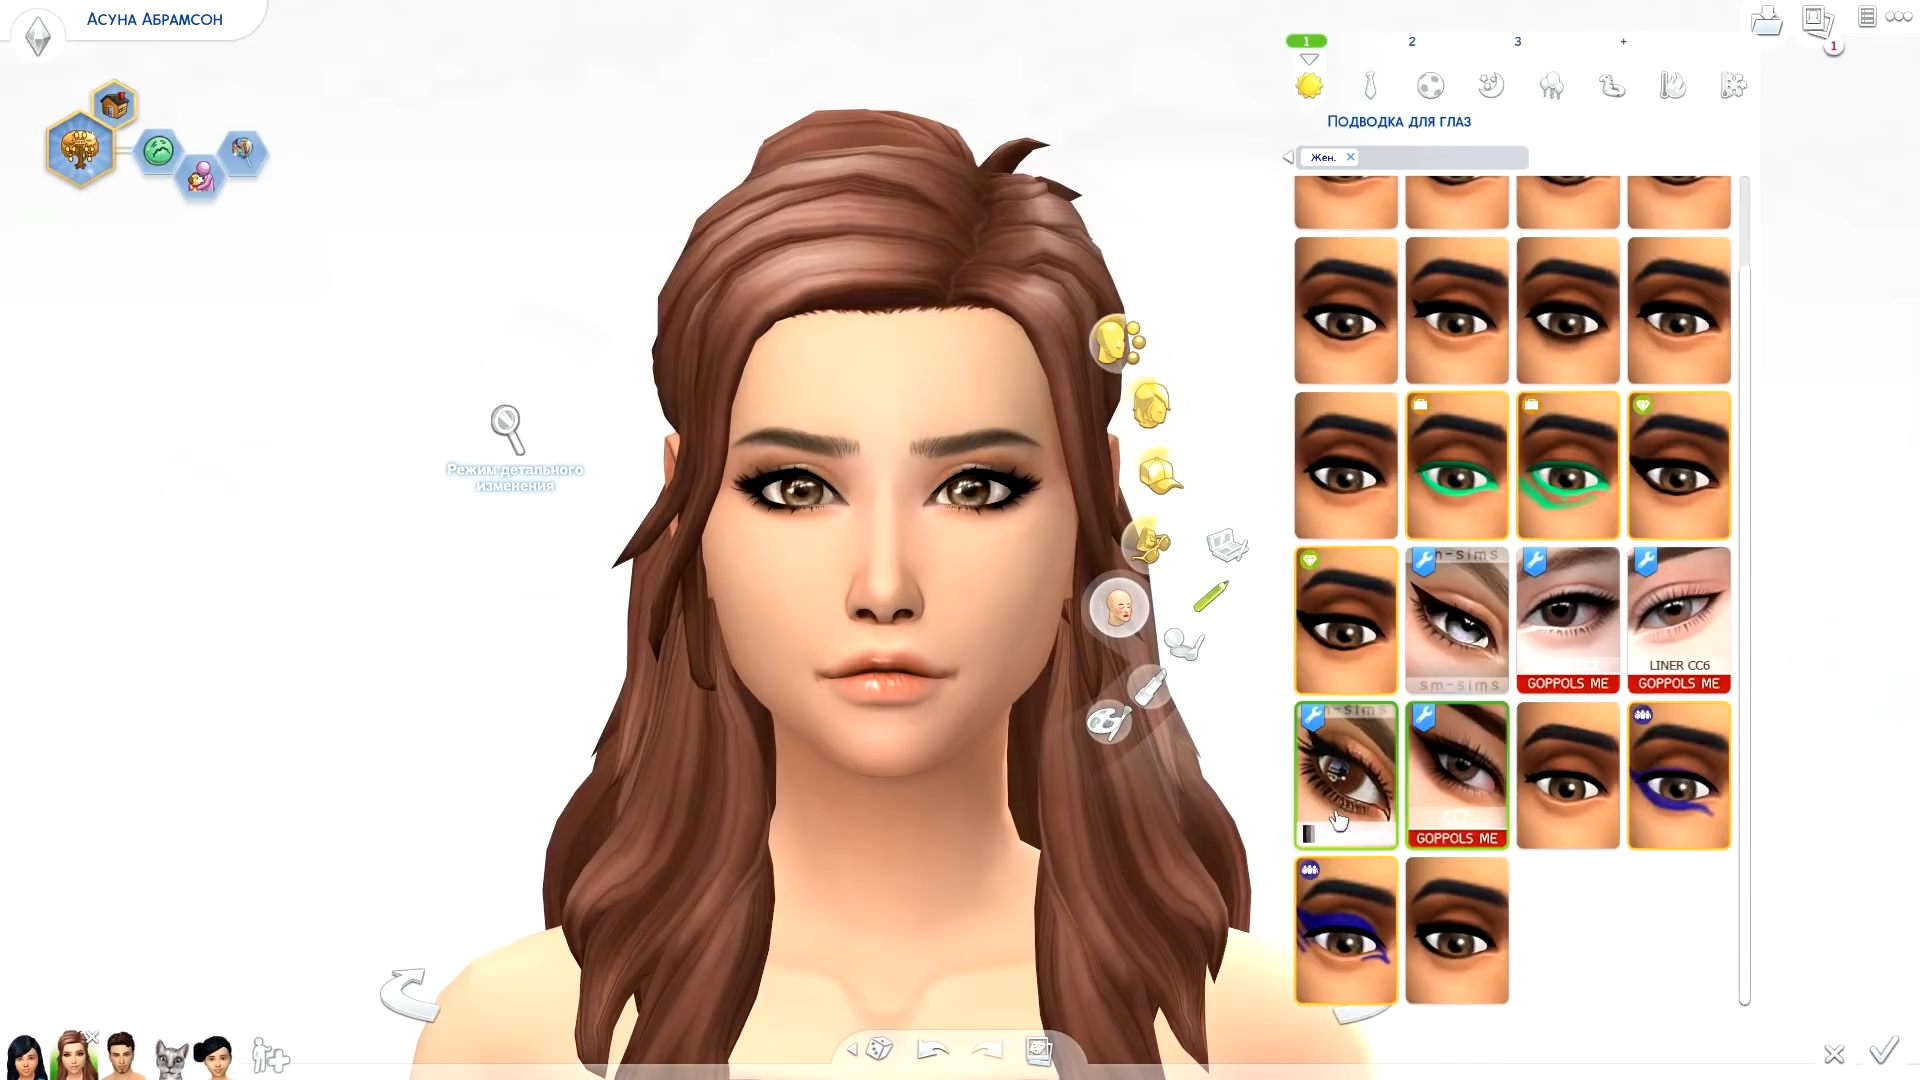 Асуна Абрамсон
1
2
3
+
1
Подводка для глаз
Жен.
Режим детального
изменения
sm-sims
LINER CC6
GOPPOLS ME
GOPPOLS ME
GOPPOLS ME